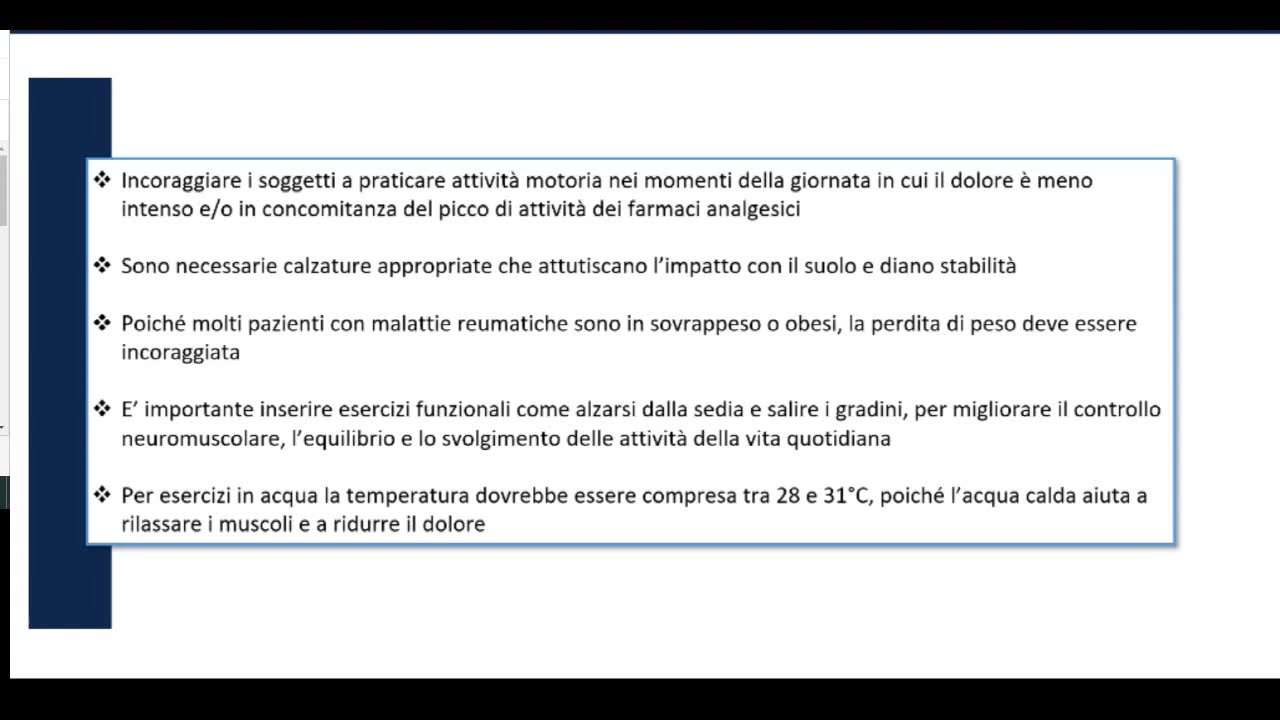 ❖ Incoraggiare i soggetti a praticare attività motoria nei momenti della giornata in cui il dolore è meno
intenso e/o in concomitanza del picco di attività dei farmaci analgesici
❖ Sono necessarie calzature appropriate che attutiscano l’impatto con il suolo e diano stabilità
❖ Poiché molti pazienti con malattie reumatiche sono in sovrappeso o obesi, la perdita di peso deve essere
incoraggiata
❖ E’ importante inserire esercizi funzionali come alzarsi dalla sedia e salire i gradini, per migliorare il controllo
neuromuscolare, l’equilibrio e lo svolgimento delle attività della vita quotidiana
❖ Per esercizi in acqua la temperatura dovrebbe essere compresa tra 28 e 31°C, poiché l’acqua calda aiuta a
rilassare i muscoli e a ridurre il dolore